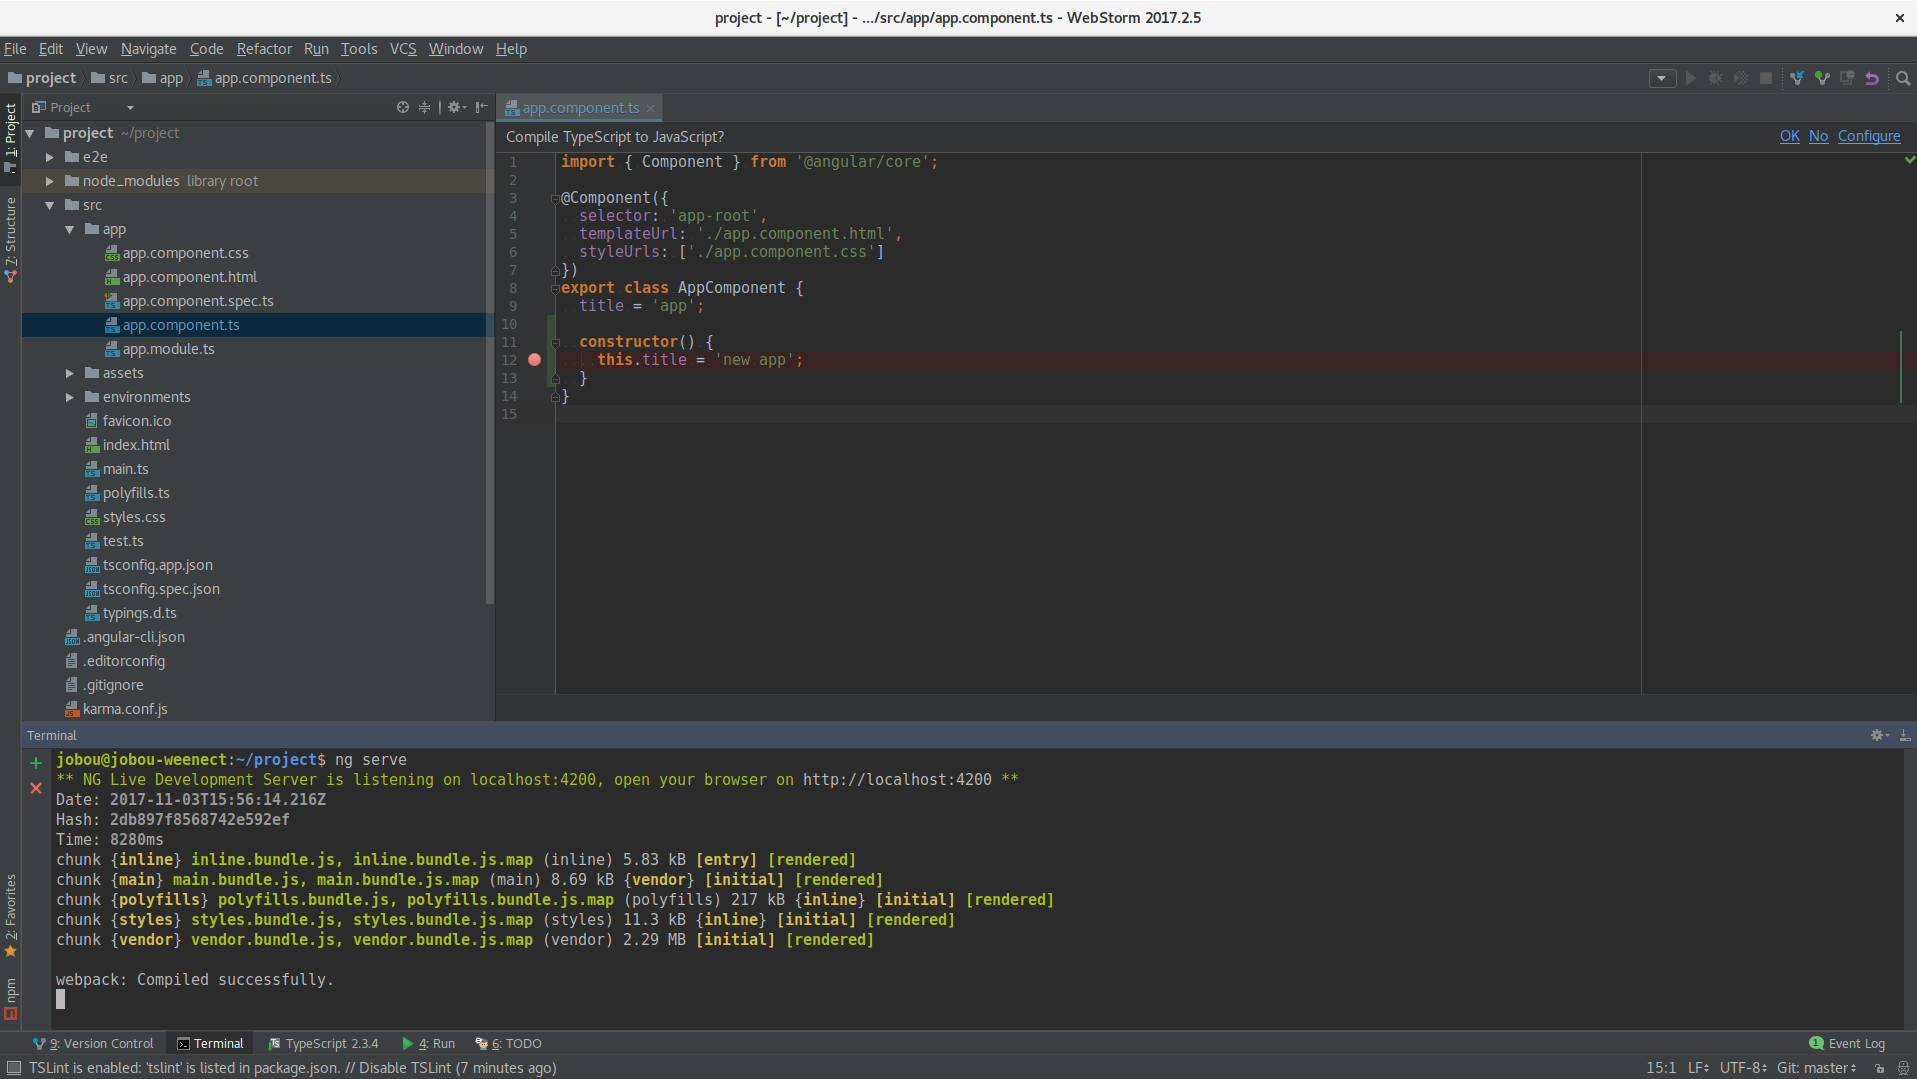 project - [~/project] - .../src/app/app.component.ts - WebStorm 2017.2.5
File Edit View Navigate Code Refactor Run Tools VCS Window Help
project src app app.component.ts
1: Project
7: Structure
2: Favorites
npm
Project
project ~/project
e2e
node_modules library root
src
app
app.component.css
app.component.html
app.component.spec.ts
app.component.ts
app.module.ts
assets
environments
favicon.ico
index.html
main.ts
polyfills.ts
styles.css
test.ts
tsconfig.app.json
tsconfig.spec.json
typings.d.ts
.angular-cli.json
.editorconfig
.gitignore
karma.conf.js
app.component.ts
Compile TypeScript to JavaScript? OK No Configure
1 import { Component } from '@angular/core';
2
3 @Component({
4 selector: 'app-root',
5 templateUrl: './app.component.html',
6 styleUrls: ['./app.component.css']
7 })
8 export class AppComponent {
9 title = 'app';
10
11 constructor() {
12 this.title = 'new app';
13 }
14 }
15
Terminal
jobou@jobou-weenect:~/project$ ng serve
** NG Live Development Server is listening on localhost:4200, open your browser on http://localhost:4200 **
Date: 2017-11-03T15:56:14.216Z
Hash: 2db897f8568742e592ef
Time: 8280ms
chunk {inline} inline.bundle.js, inline.bundle.js.map (inline) 5.83 kB [entry] [rendered]
chunk {main} main.bundle.js, main.bundle.js.map (main) 8.69 kB {vendor} [initial] [rendered]
chunk {polyfills} polyfills.bundle.js, polyfills.bundle.js.map (polyfills) 217 kB {inline} [initial] [rendered]
chunk {styles} styles.bundle.js, styles.bundle.js.map (styles) 11.3 kB {inline} [initial] [rendered]
chunk {vendor} vendor.bundle.js, vendor.bundle.js.map (vendor) 2.29 MB [initial] [rendered]
webpack: Compiled successfully.
9: Version Control Terminal TypeScript 2.3.4 4: Run 6: TODO 1 Event Log
TSLint is enabled: 'tslint' is listed in package.json. // Disable TSLint (7 minutes ago) 15:1 LF UTF-8 Git: master